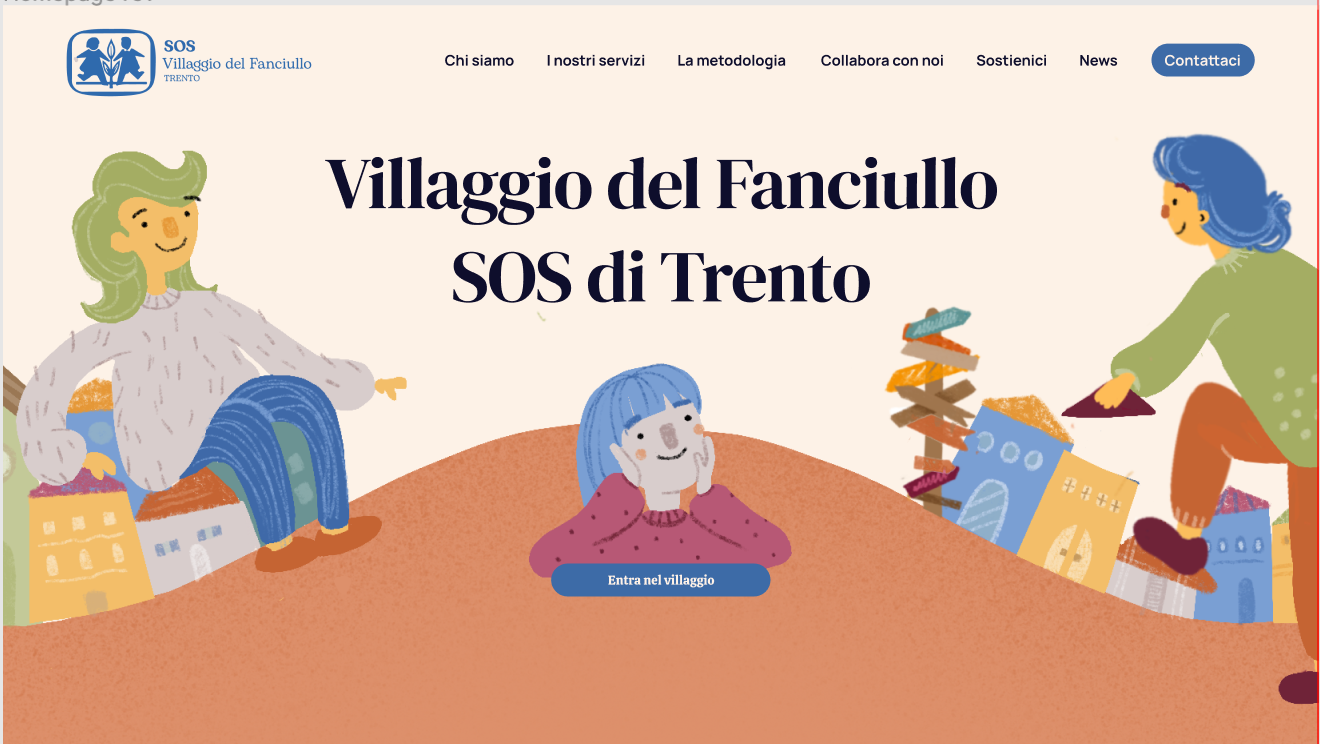 SOS
Villaggio del Fanciullo
TRENTO
Chi siamo
I nostri servizi
La metodologia
Collabora con noi
Sostienici
News
Contattaci
Villaggio del Fanciullo
SOS di Trento
Entra nel villaggio